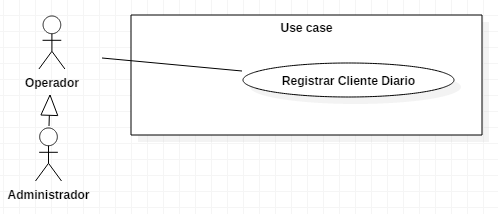 Use case
Operador
Registrar Cliente Diario
Administrador